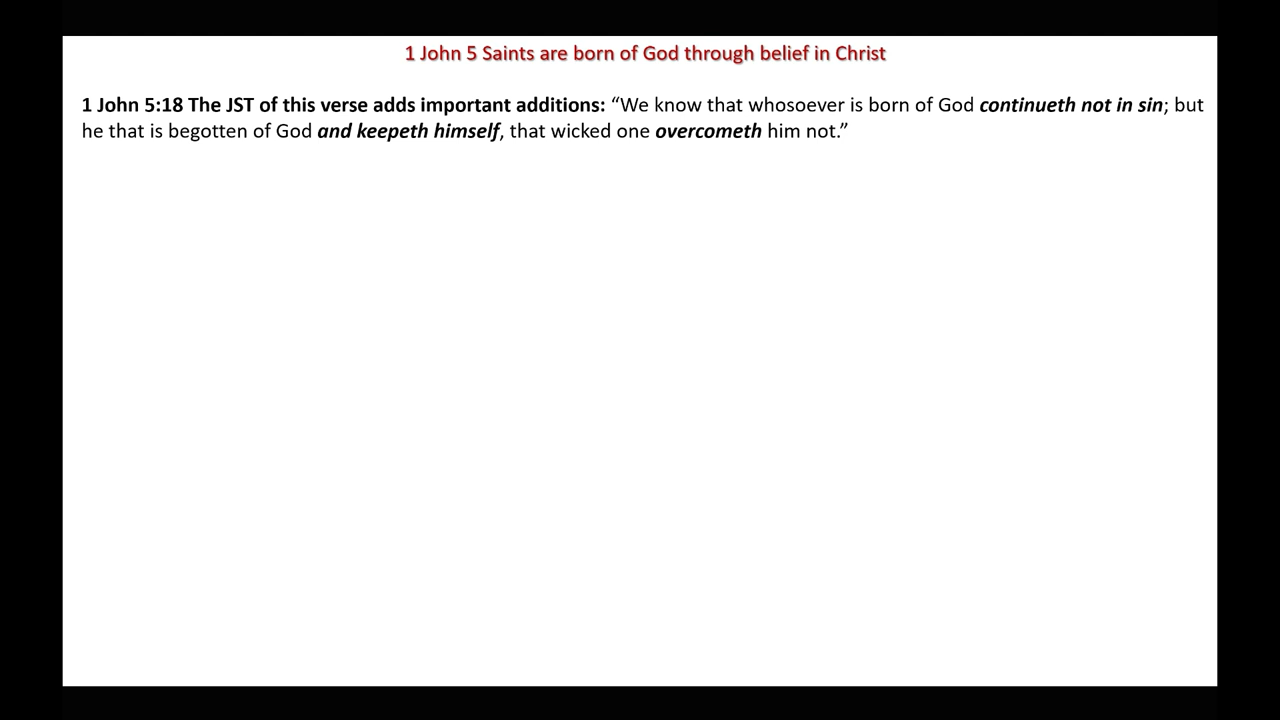 1 John 5 Saints are born of God through belief in Christ
1 John 5:18 The JST of this verse adds important additions: “We know that whosoever is born of God continueth not in sin; but
he that is begotten of God and keepeth himself, that wicked one overcometh him not.”